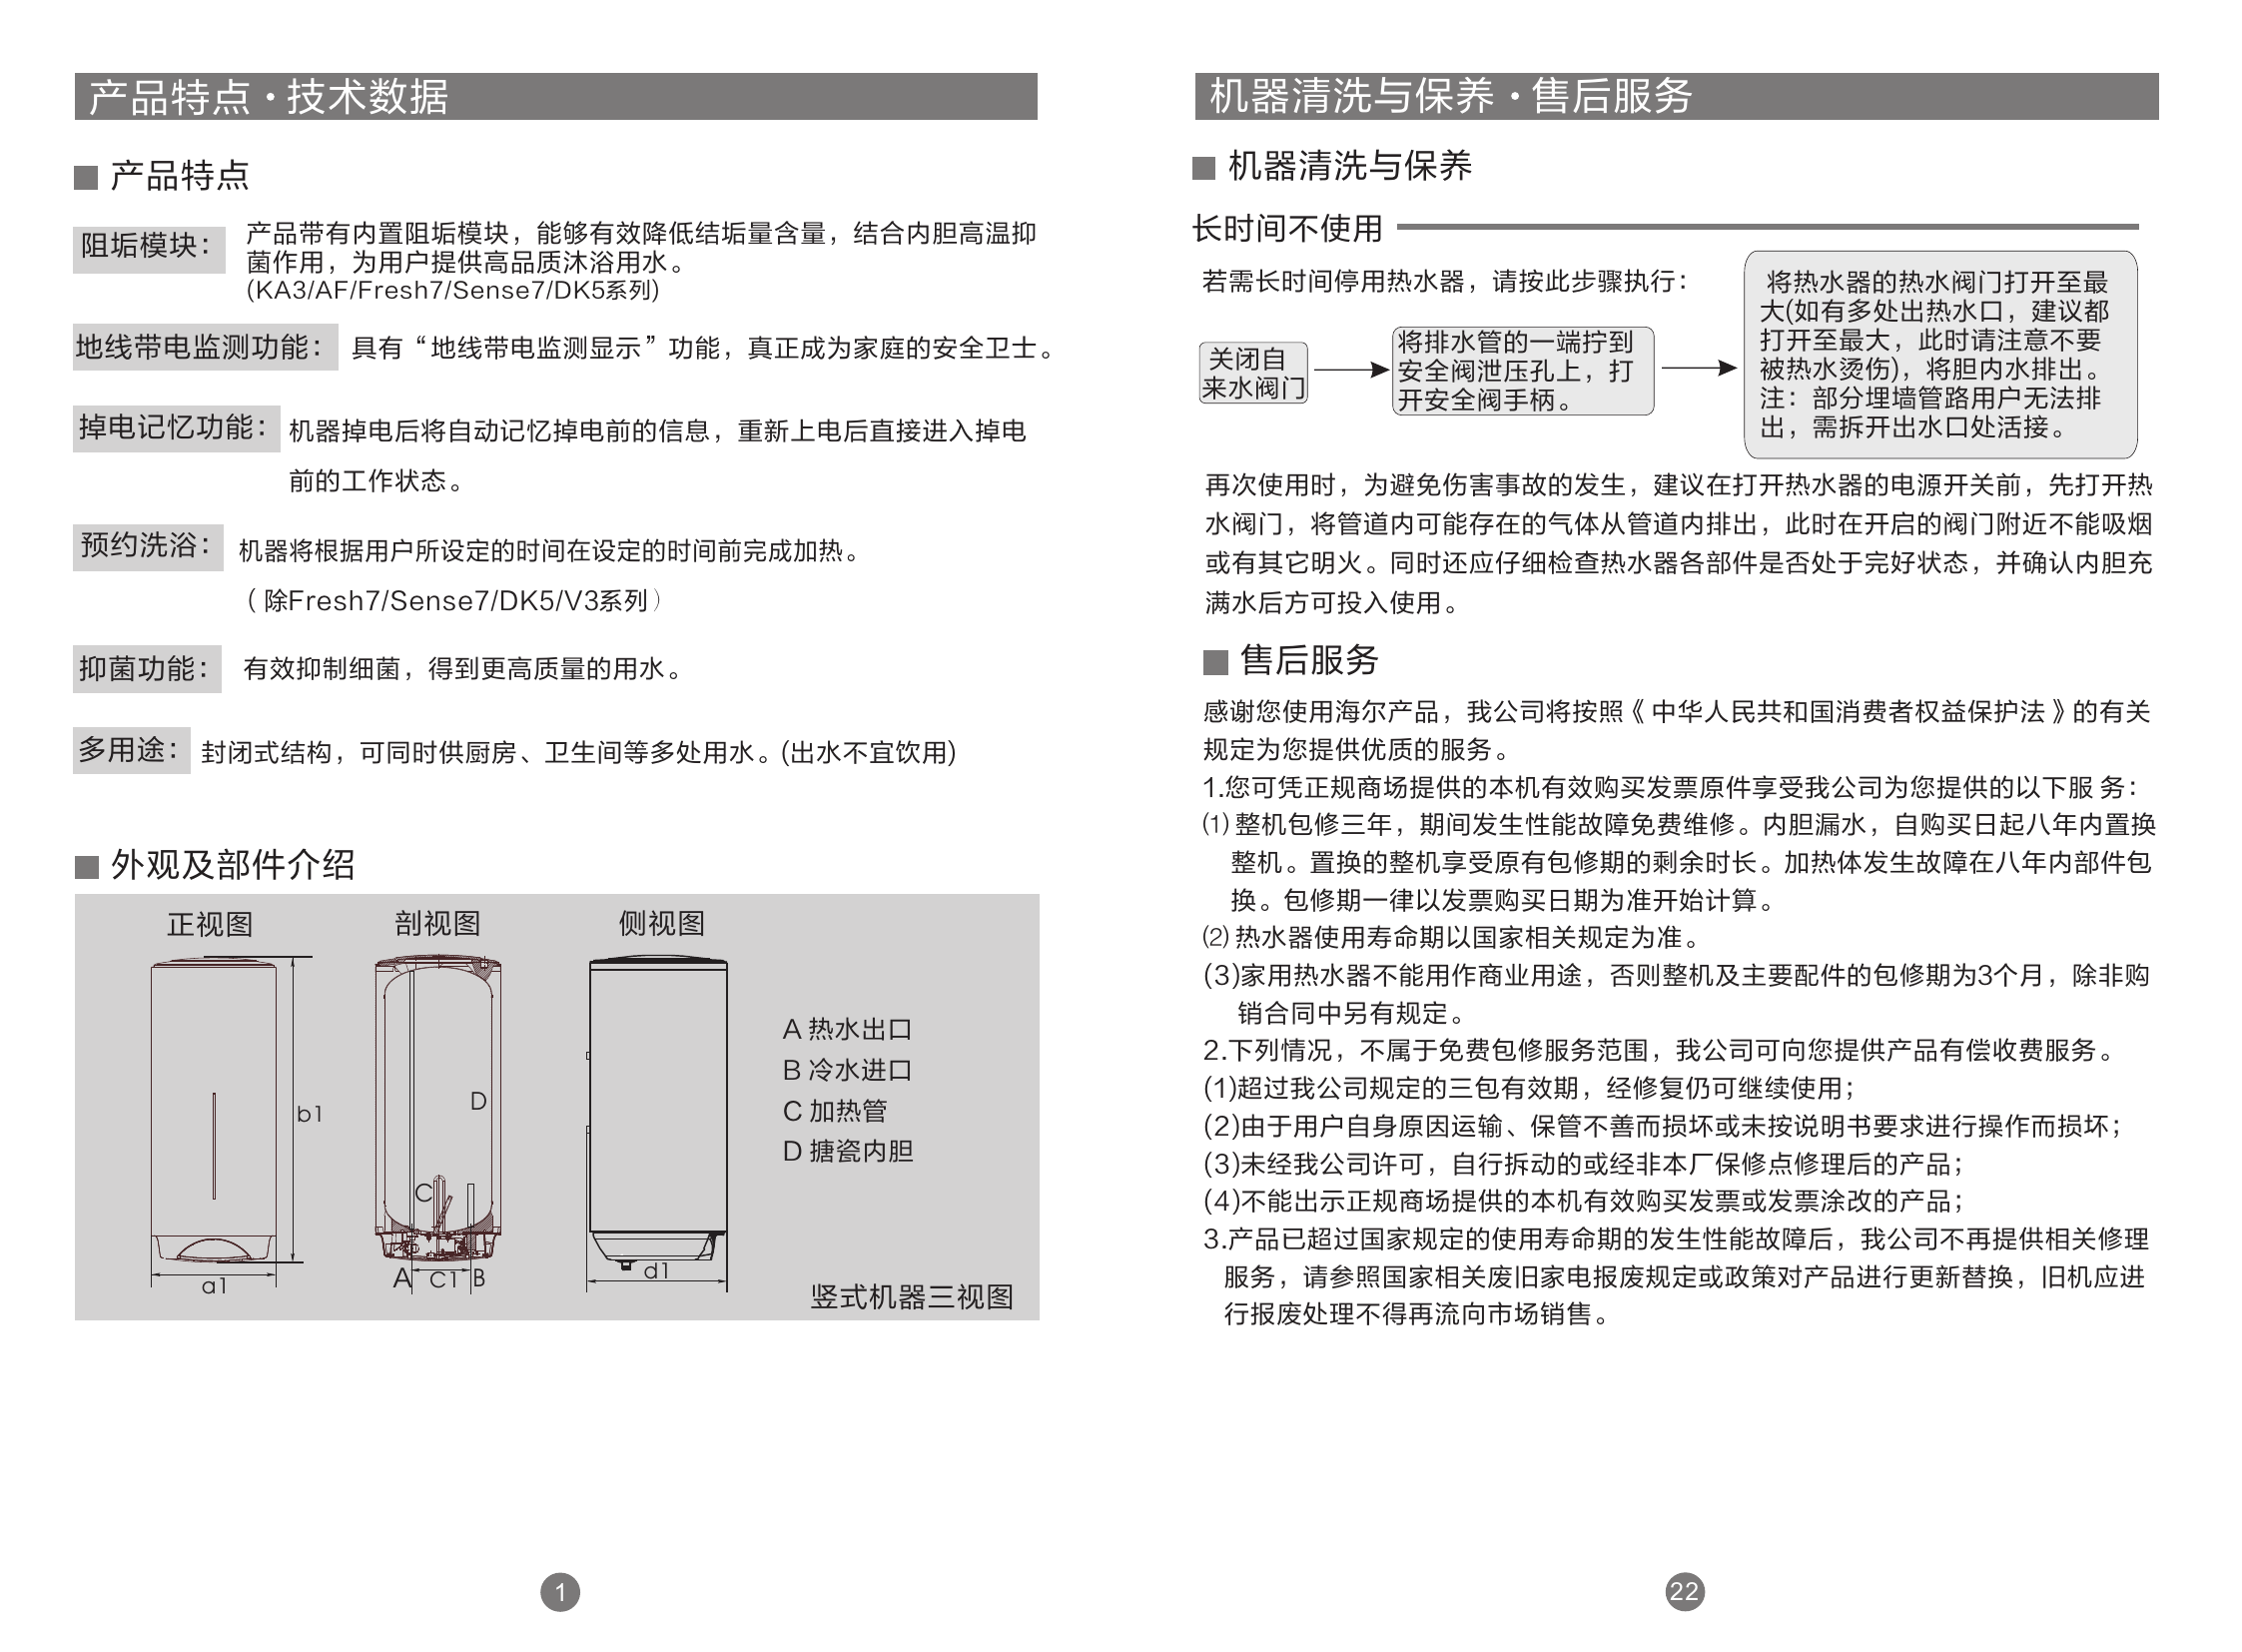 产品特点·技术数据
产品特点
阻垢模块：
产品带有内置阻垢模块，能够有效降低结垢量含量，结合内胆高温抑
菌作用，为用户提供高品质沐浴用水。
(KA3/AF/Fresh7/Sense7/DK5系列)
地线带电监测功能：
具有“地线带电监测显示”功能，真正成为家庭的安全卫士。
掉电记忆功能：
机器掉电后将自动记忆掉电前的信息，重新上电后直接进入掉电
前的工作状态。
预约洗浴：
机器将根据用户所设定的时间在设定的时间前完成加热。
（除Fresh7/Sense7/DK5/V3系列）
抑菌功能：
有效抑制细菌，得到更高质量的用水。
多用途：
封闭式结构，可同时供厨房、卫生间等多处用水。(出水不宜饮用)
外观及部件介绍
正视图
剖视图
侧视图
A 热水出口
B 冷水进口
C 加热管
D 搪瓷内胆
b1
D
C
a1
A
C1
B
d1
竖式机器三视图
1
机器清洗与保养·售后服务
机器清洗与保养
长时间不使用
若需长时间停用热水器，请按此步骤执行：
关闭自
来水阀门
将排水管的一端拧到
安全阀泄压孔上，打
开安全阀手柄。
将热水器的热水阀门打开至最
大(如有多处出热水口，建议都
打开至最大，此时请注意不要
被热水烫伤)，将胆内水排出。
注：部分埋墙管路用户无法排
出，需拆开出水口处活接。
再次使用时，为避免伤害事故的发生，建议在打开热水器的电源开关前，先打开热
水阀门，将管道内可能存在的气体从管道内排出，此时在开启的阀门附近不能吸烟
或有其它明火。同时还应仔细检查热水器各部件是否处于完好状态，并确认内胆充
满水后方可投入使用。
售后服务
感谢您使用海尔产品，我公司将按照《中华人民共和国消费者权益保护法》的有关
规定为您提供优质的服务。
1.您可凭正规商场提供的本机有效购买发票原件享受我公司为您提供的以下服 务：
⑴ 整机包修三年，期间发生性能故障免费维修。内胆漏水，自购买日起八年内置换
整机。置换的整机享受原有包修期的剩余时长。加热体发生故障在八年内部件包
换。包修期一律以发票购买日期为准开始计算。
⑵ 热水器使用寿命期以国家相关规定为准。
(3)家用热水器不能用作商业用途，否则整机及主要配件的包修期为3个月，除非购
销合同中另有规定。
2.下列情况，不属于免费包修服务范围，我公司可向您提供产品有偿收费服务。
(1)超过我公司规定的三包有效期，经修复仍可继续使用；
(2)由于用户自身原因运输、保管不善而损坏或未按说明书要求进行操作而损坏；
(3)未经我公司许可，自行拆动的或经非本厂保修点修理后的产品；
(4)不能出示正规商场提供的本机有效购买发票或发票涂改的产品；
3.产品已超过国家规定的使用寿命期的发生性能故障后，我公司不再提供相关修理
服务，请参照国家相关废旧家电报废规定或政策对产品进行更新替换，旧机应进
行报废处理不得再流向市场销售。
22